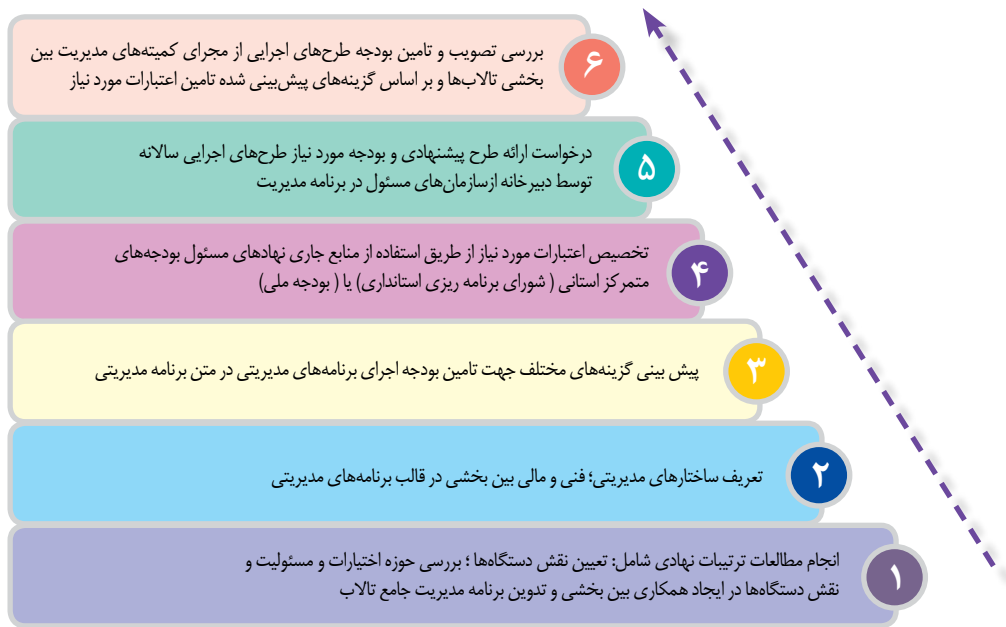 ۶
بررسی تصویب و تامین بودجه طرح‌های اجرایی از مجرای کمیته‌های مدیریت بین
بخشی تالاب‌ها و بر اساس گزینه‌های پیش‌بینی شده تامین اعتبارات مورد نیاز
۵
درخواست ارائه طرح پیشنهادی و بودجه مورد نیاز طرح‌های اجرایی سالانه
توسط دبیرخانه ازسازمان‌های مسئول در برنامه مدیریت
۴
تخصیص اعتبارات مورد نیاز از طریق استفاده از منابع جاری نهادهای مسئول بودجه‌های
متمرکز استانی ( شورای برنامه ریزی استانداری) یا ( بودجه ملی)
۳
پیش بینی گزینه‌های مختلف جهت تامین بودجه اجرای برنامه‌های مدیریتی در متن برنامه مدیریتی
۲
تعریف ساختارهای مدیریتی؛ فنی و مالی بین بخشی در قالب برنامه‌های مدیریتی
۱
انجام مطالعات ترتیبات نهادی شامل: تعیین نقش دستگاه‌ها ؛ بررسی حوزه اختیارات و مسئولیت و
نقش دستگاه‌ها در ایجاد همکاری بین بخشی و تدوین برنامه مدیریت جامع تالاب